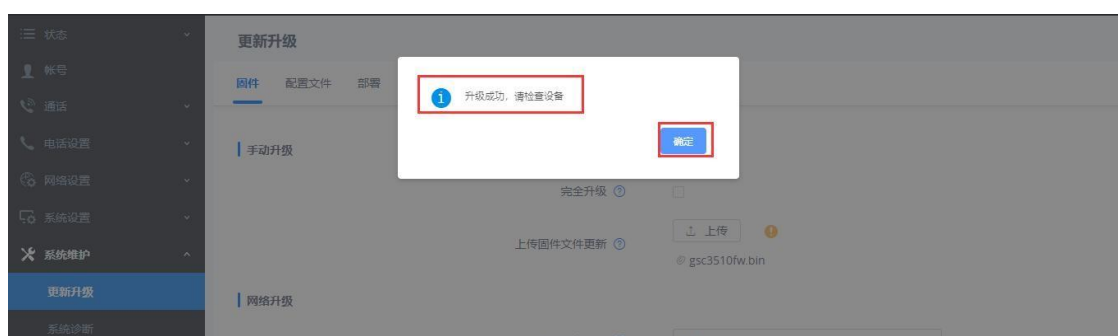 状态
帐号
通话
电话设置
网络设置
系统设置
系统维护
更新升级
系统诊断
更新升级
固件 配置文件 部署
升级成功，请检查设备
确定
手动升级
完全升级
上传固件文件更新
上传
gsc3510fw.bin
网络升级